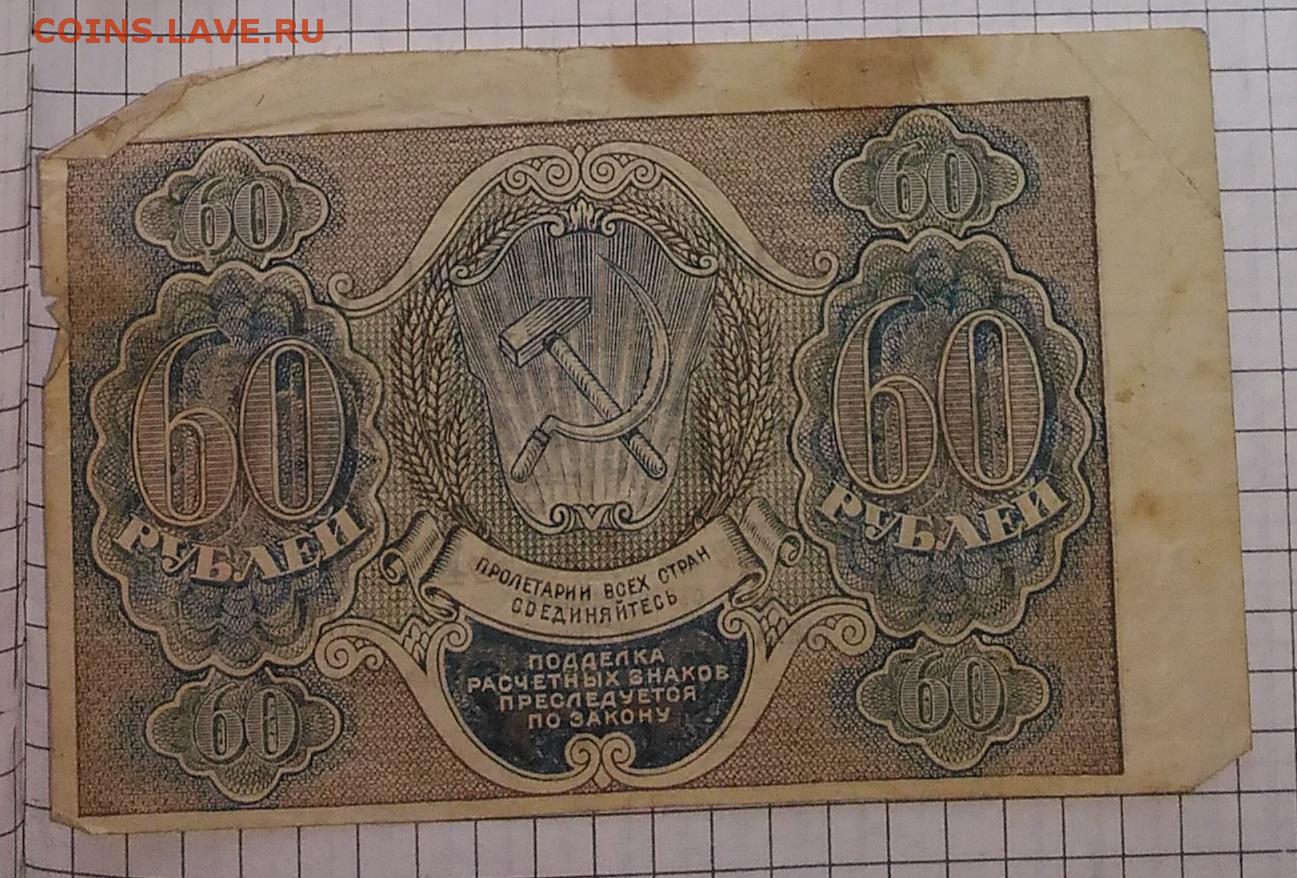 COINS.LAVE.RU
60
60
60
РУБЛЕЙ
60
РУБЛЕЙ
ПРОЛЕТАРИИ ВСЕХ СТРАН
СОЕДИНЯЙТЕСЬ
ПОДДЕЛКА
РАСЧЕТНЫХ ЗНАКОВ
ПРЕСЛЕДУЕТСЯ
ПО ЗАКОНУ
60
60